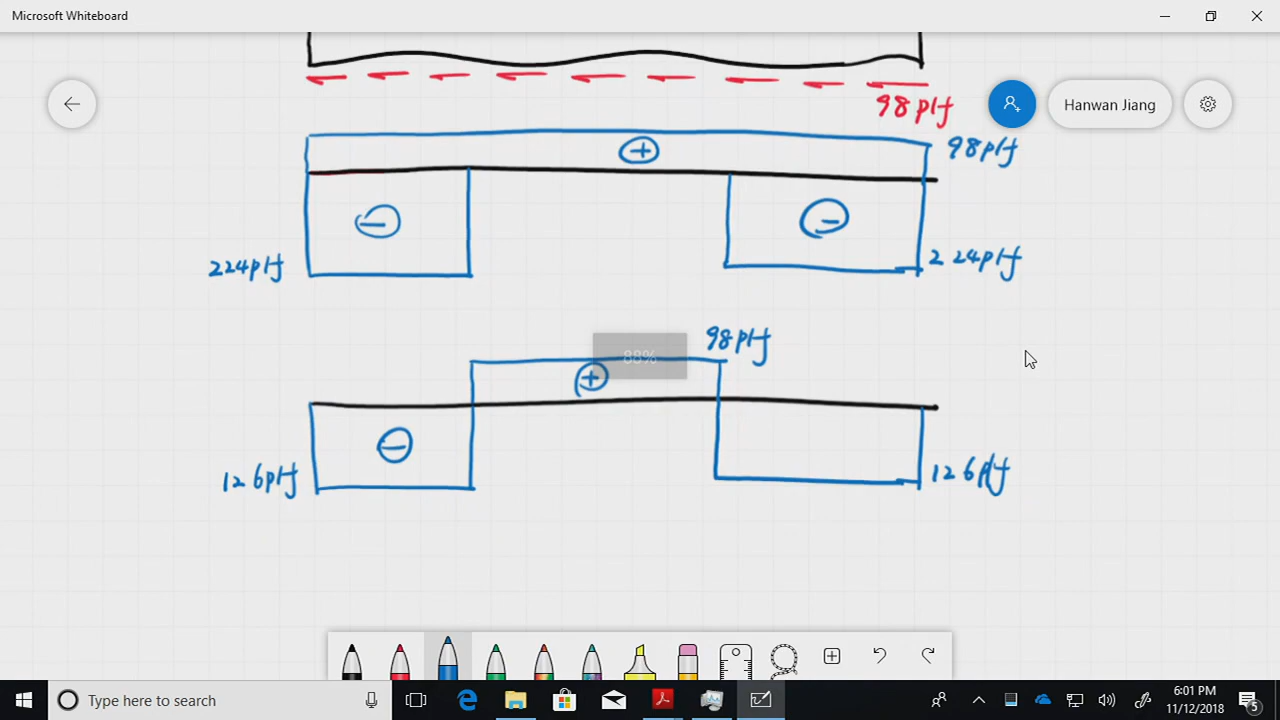 Microsoft Whiteboard
98 plf
Hanwan Jiang
+
98 plf
-
-
224 plf
224 plf
98 plf
88%
+
-
126 plf
126 plf
Type here to search
6:01 PM
11/12/2018
5